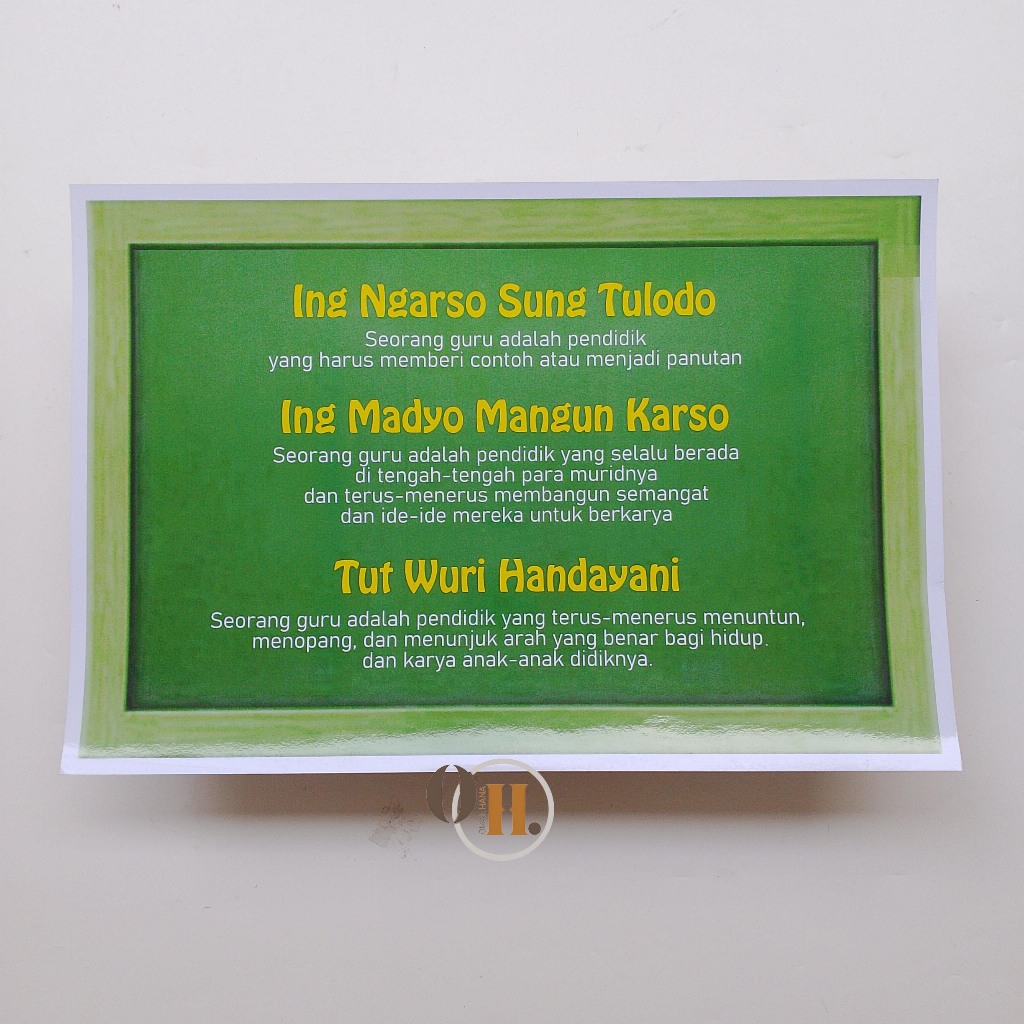 Ing Ngarso Sung Tulodo
Seorang guru adalah pendidik
yang harus memberi contoh atau menjadi panutan
Ing Madyo Mangun Karso
Seorang guru adalah pendidik yang selalu berada
di tengah-tengah para muridnya
dan terus-menerus membangun semangat
dan ide-ide mereka untuk berkarya
Tut Wuri Handayani
Seorang guru adalah pendidik yang terus-menerus menuntun,
menopang, dan menunjuk arah yang benar bagi hidup.
dan karya anak-anak didiknya.
OH.